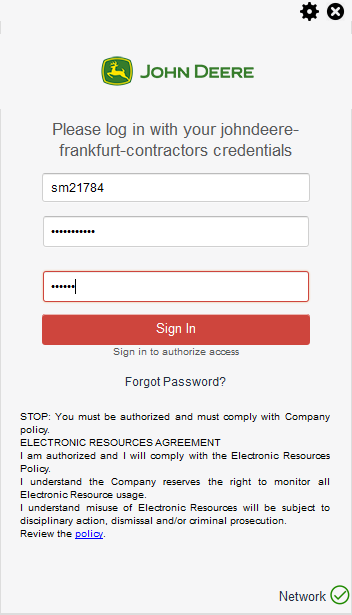 JOHN DEERE
Please log in with your johndeere-
frankfurt-contractors credentials
sm21784
•••••••••••
••••••
Sign In
Sign in to authorize access
Forgot Password?
STOP: You must be authorized and must comply with Company
policy.
ELECTRONIC RESOURCES AGREEMENT
I am authorized and I will comply with the Electronic Resources
Policy.
I understand the Company reserves the right to monitor all
Electronic Resource usage.
I understand misuse of Electronic Resources will be subject to
disciplinary action, dismissal and/or criminal prosecution.
Review the policy.
Network